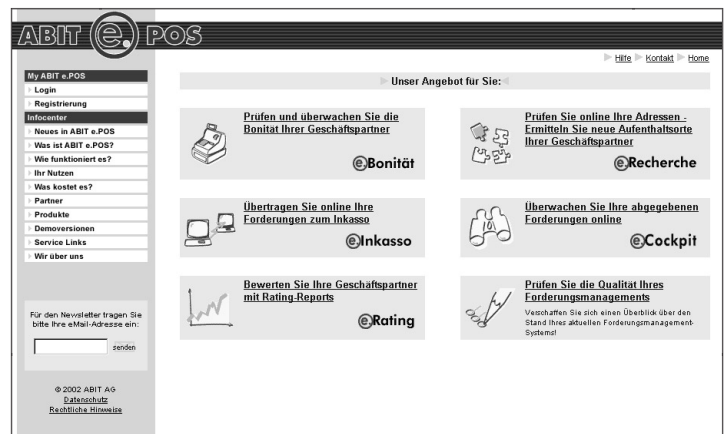 ABIT e. POS
Hilfe Kontakt Home
My ABIT e.POS
Login
Registrierung
Infocenter
Neues in ABIT e.POS
Was ist ABIT e.POS?
Wie funktioniert es?
Ihr Nutzen
Was kostet es?
Partner
Produkte
Demoversionen
Service Links
Wir über uns
Für den Newsletter tragen Sie
bitte Ihre eMail-Adresse ein:
senden
© 2002 ABIT AG
Datenschutz
Rechtliche Hinweise
Unser Angebot für Sie:
Prüfen und überwachen Sie die
Bonität Ihrer Geschäftspartner
e.Bonität
Prüfen Sie online Ihre Adressen -
Ermitteln Sie neue Aufenthaltsorte
Ihrer Geschäftspartner
e.Recherche
Übertragen Sie online Ihre
Forderungen zum Inkasso
e.Inkasso
Überwachen Sie Ihre abgegebenen
Forderungen online
e.Cockpit
Bewerten Sie Ihre Geschäftspartner
mit Rating-Reports
e.Rating
Prüfen Sie die Qualität Ihres
Forderungsmanagements
Verschaffen Sie sich einen Überblick über den
Stand Ihres aktuellen Forderungsmanagement-
Systems!